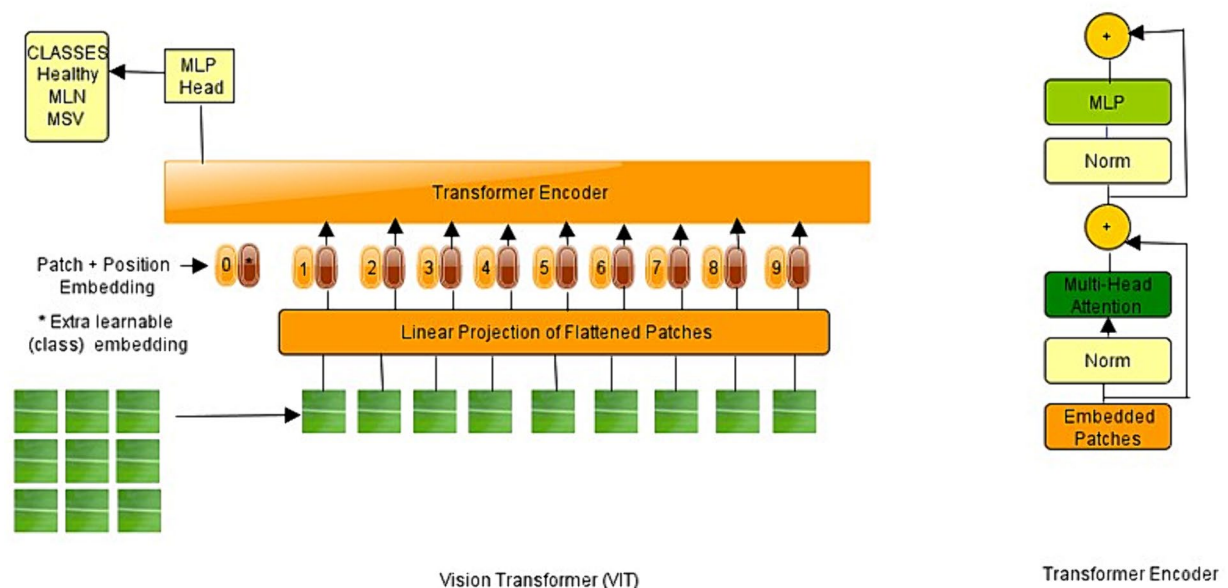 CLASSES
Healthy
MLN
MSV
MLP
Head
Transformer Encoder
Patch + Position
Embedding
0 *
1
2
3
4
5
6
7
8
9
* Extra learnable
(class) embedding
Linear Projection of Flattened Patches
Vision Transformer (VIT)
+
MLP
Norm
+
Multi-Head
Attention
Norm
Embedded
Patches
Transformer Encoder